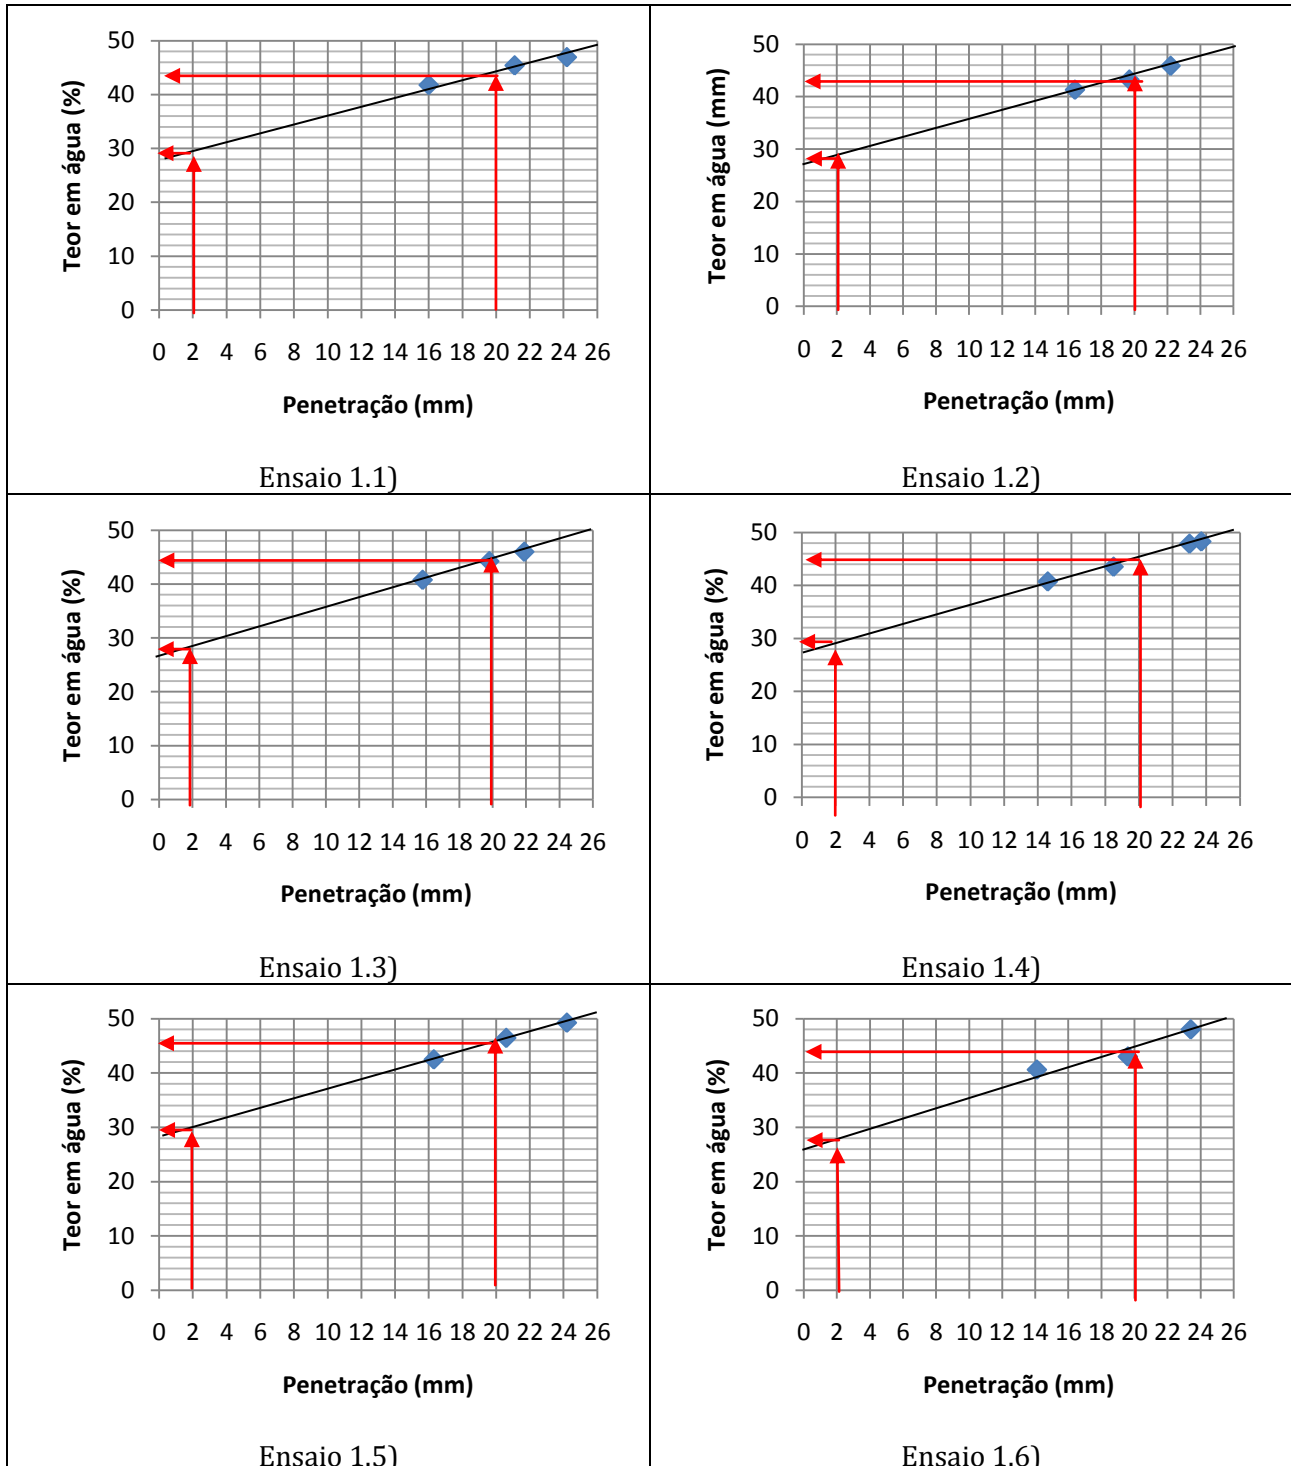 50
40
30
20
10
0
Teor em água (%)
0 2 4 6 8 10 12 14 16 18 20 22 24 26
Penetração (mm)
Ensaio 1.1)
50
40
30
20
10
0
Teor em água (mm)
0 2 4 6 8 10 12 14 16 18 20 22 24 26
Penetração (mm)
Ensaio 1.2)
50
40
30
20
10
0
Teor em água (%)
0 2 4 6 8 10 12 14 16 18 20 22 24 26
Penetração (mm)
Ensaio 1.3)
50
40
30
20
10
0
Teor em água (%)
0 2 4 6 8 10 12 14 16 18 20 22 24 26
Penetração (mm)
Ensaio 1.4)
50
40
30
20
10
0
Teor em água (%)
0 2 4 6 8 10 12 14 16 18 20 22 24 26
Penetração (mm)
Ensaio 1.5)
50
40
30
20
10
0
Teor em água (%)
0 2 4 6 8 10 12 14 16 18 20 22 24 26
Penetração (mm)
Ensaio 1.6)